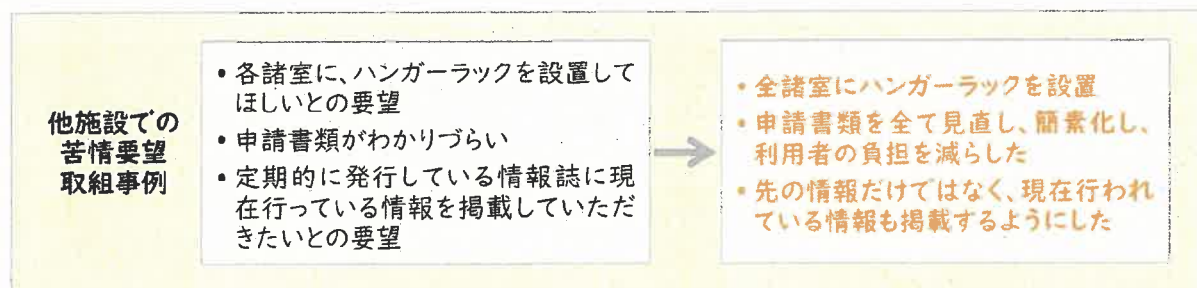 他施設での
苦情要望
取組事例
• 各諸室に、ハンガーラックを設置して
ほしいとの要望
• 申請書類がわかりづらい
• 定期的に発行している情報誌に現
在行っている情報を掲載していただ
きたいとの要望
• 全諸室にハンガーラックを設置
• 申請書類を全て見直し、簡素化し、
利用者の負担を減らした
• 先の情報だけではなく、現在行われ
ている情報も掲載するようにした